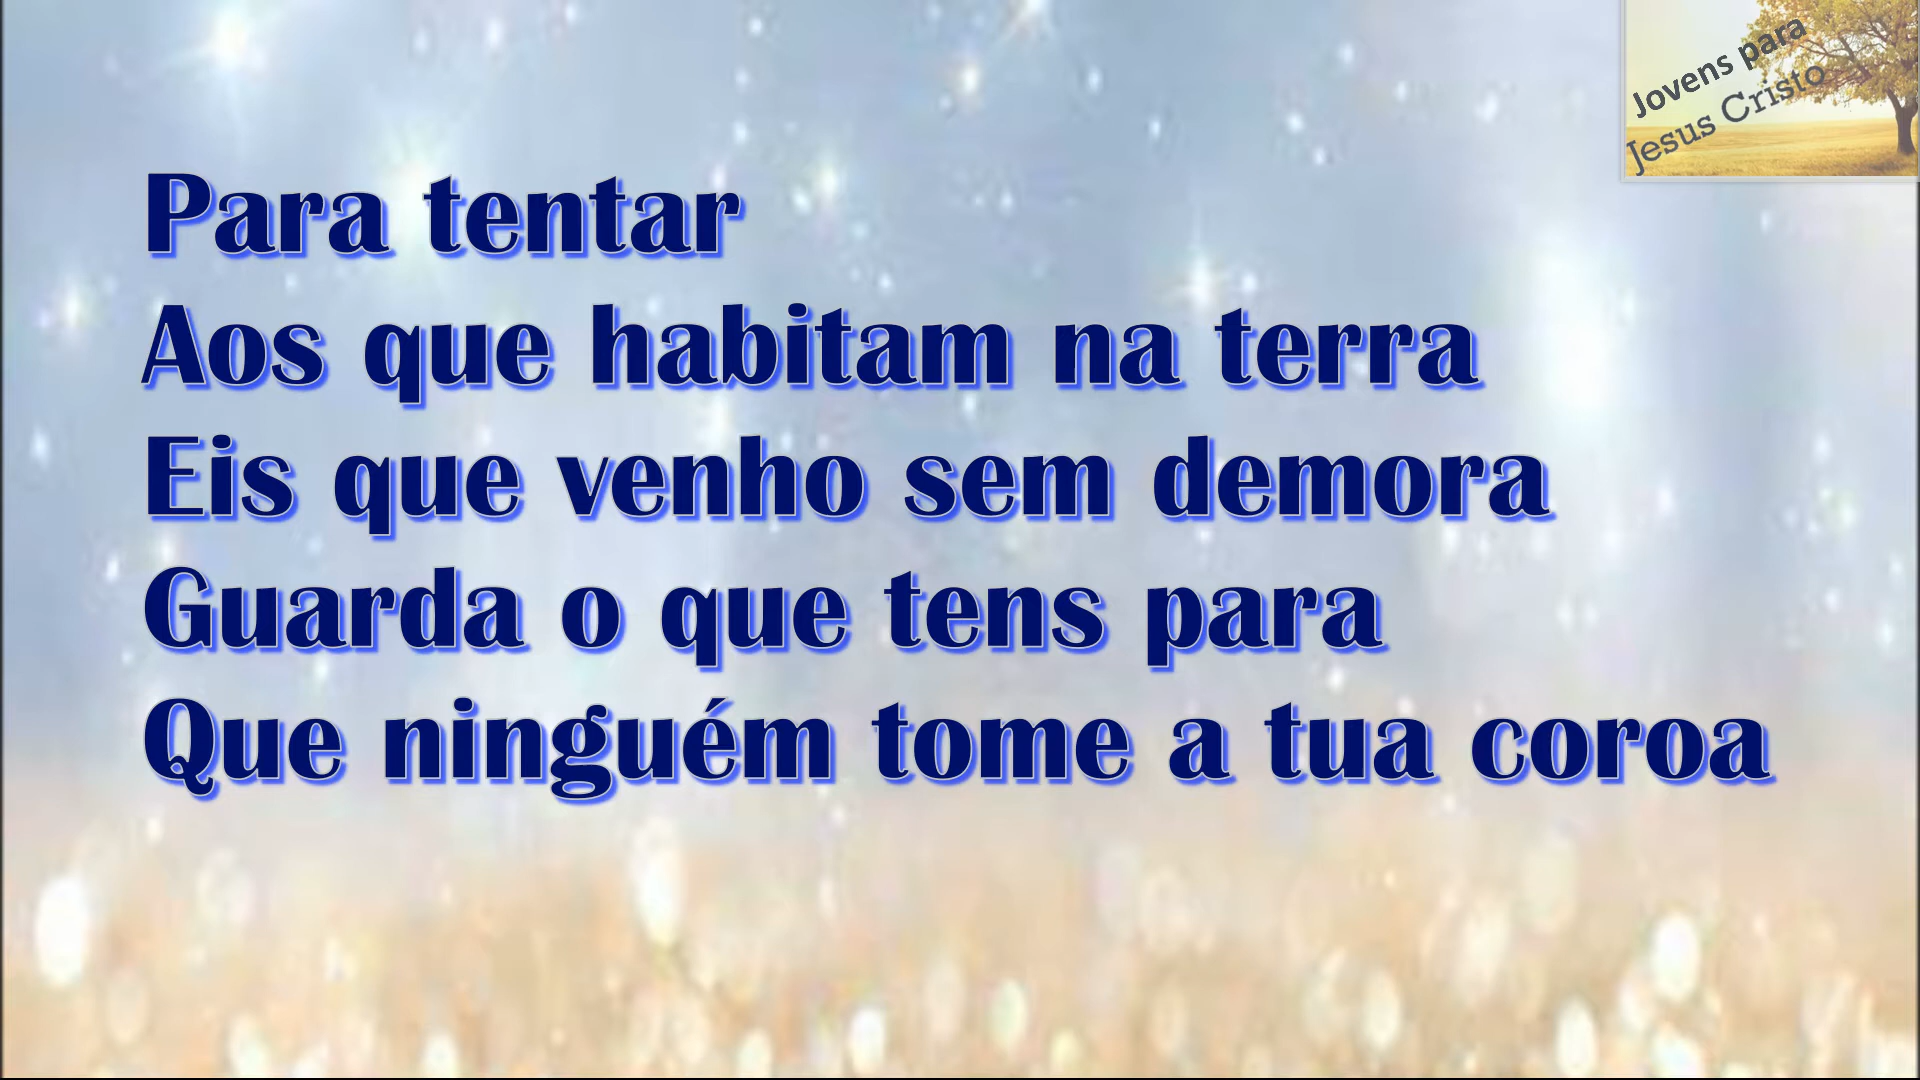 Jovens para
Jesus Cristo
Para tentar
Aos que habitam na terra
Eis que venho sem demora
Guarda o que tens para
Que ninguém tome a tua coroa